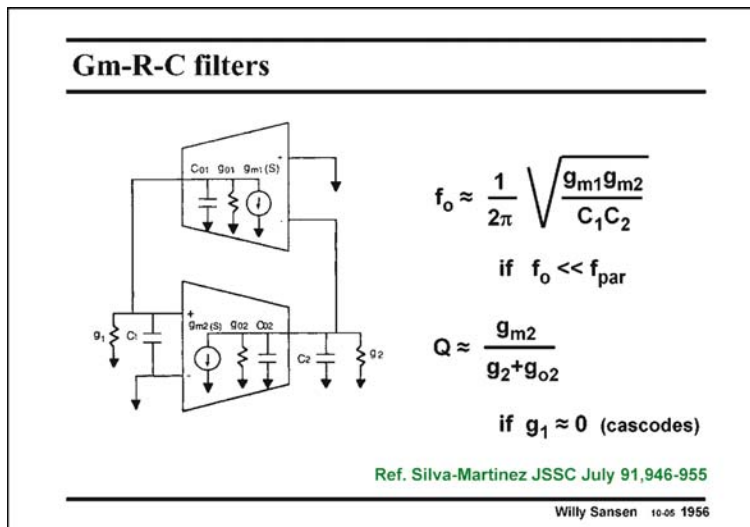 Gm-R-C filters
C01 g01 gm1(S)
+
-
g1 C1
+
-
gm2(S) g02 C02
C2 g2
fo ≈ 1/2π √gm1gm2/C1C2
if fo << fpar
Q ≈ gm2/g2+go2
if g1 ≈ 0 (cascodes)
Ref. Silva-Martinez JSSC July 91,946-955
Willy Sansen 10-05 1956